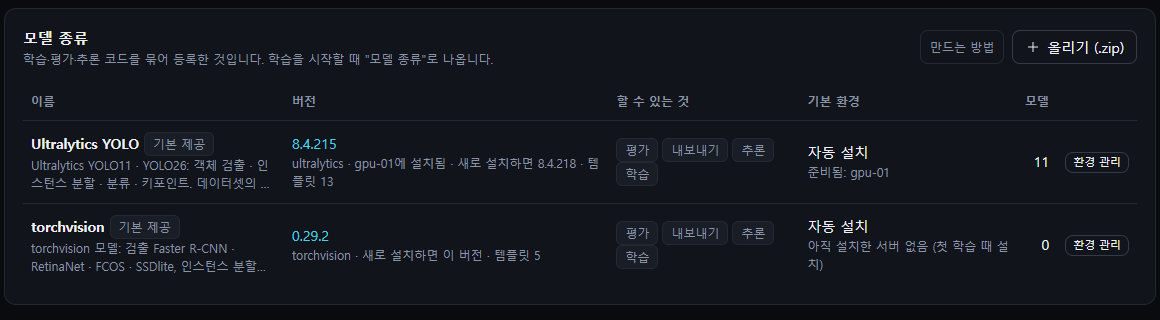 모델 종류
학습·평가·추론 코드를 묶어 등록한 것입니다. 학습을 시작할 때 "모델 종류"로 나옵니다.
만드는 방법
+ 올리기 (.zip)
이름 버전 할 수 있는 것 기본 환경 모델
Ultralytics YOLO 기본 제공
Ultralytics YOLO11 · YOLO26: 객체 검출 · 인
스턴스 분할 · 분류 · 키포인트. 데이터셋의 ...
8.4.215
ultralytics · gpu-01에 설치됨 · 새로 설치하면 8.4.218 · 템
플릿 13
평가 내보내기 추론
학습
자동 설치
준비됨: gpu-01
11
환경 관리
torchvision 기본 제공
torchvision 모델: 검출 Faster R-CNN ·
RetinaNet · FCOS · SSDlite, 인스턴스 분할...
0.29.2
torchvision · 새로 설치하면 이 버전 · 템플릿 5
평가 내보내기 추론
학습
자동 설치
아직 설치한 서버 없음 (첫 학습 때 설
치)
0
환경 관리